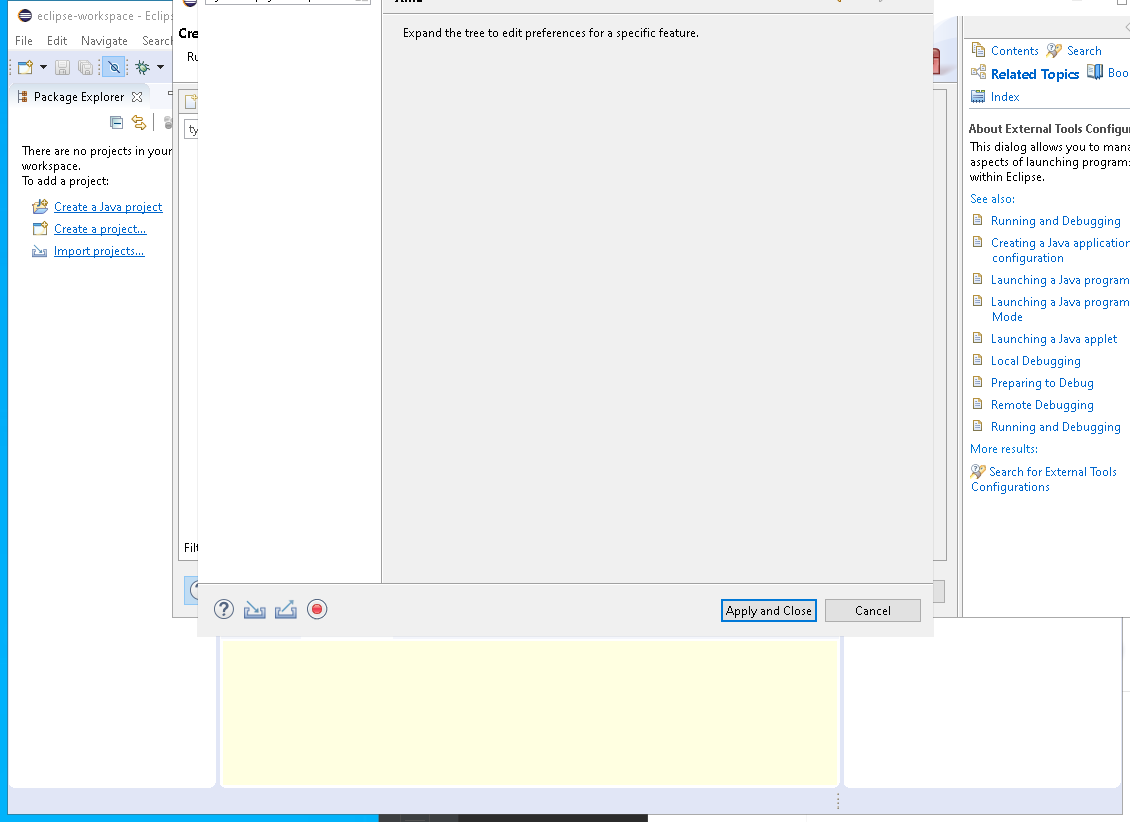 eclipse-workspace - Eclips
File Edit Navigate Search
Package Explorer
There are no projects in your
workspace.
To add a project:
Create a Java project
Create a project...
Import projects...
Cre
Ru
ty
Filt
Expand the tree to edit preferences for a specific feature.
Apply and Close
Cancel
Contents
Search
Related Topics
Boo
Index
About External Tools Configu
This dialog allows you to mana
aspects of launching programs
within Eclipse.
See also:
Running and Debugging
Creating a Java application
configuration
Launching a Java program
Launching a Java program
Mode
Launching a Java applet
Local Debugging
Preparing to Debug
Remote Debugging
Running and Debugging
More results:
Search for External Tools
Configurations